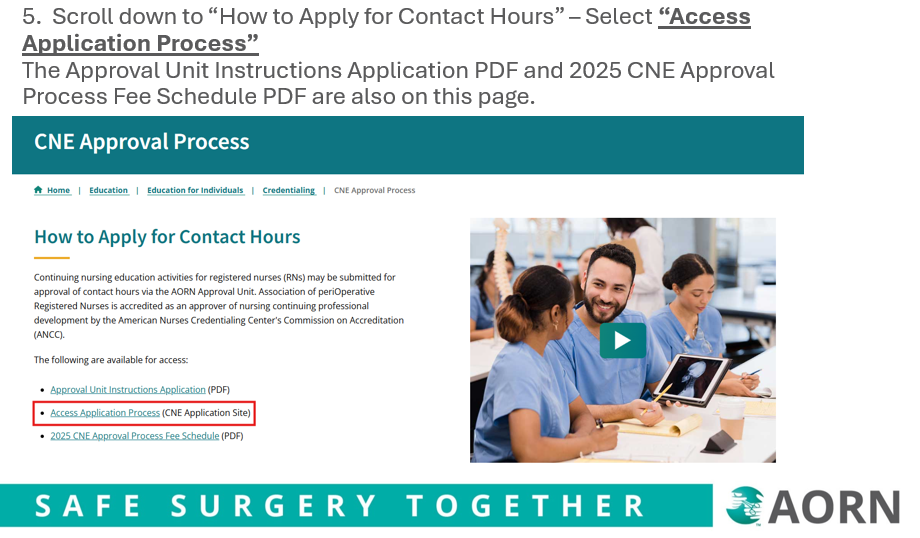 5. Scroll down to “How to Apply for Contact Hours” – Select “Access
Application Process”
The Approval Unit Instructions Application PDF and 2025 CNE Approval
Process Fee Schedule PDF are also on this page.
CNE Approval Process
Home | Education | Education for Individuals | Credentialing | CNE Approval Process
How to Apply for Contact Hours
Continuing nursing education activities for registered nurses (RNs) may be submitted for
approval of contact hours via the AORN Approval Unit. Association of periOperative
Registered Nurses is accredited as an approver of nursing continuing professional
development by the American Nurses Credentialing Center's Commission on Accreditation
(ANCC).
The following are available for access:
• Approval Unit Instructions Application (PDF)
• Access Application Process (CNE Application Site)
• 2025 CNE Approval Process Fee Schedule (PDF)
SAFE SURGERY TOGETHER
AORN